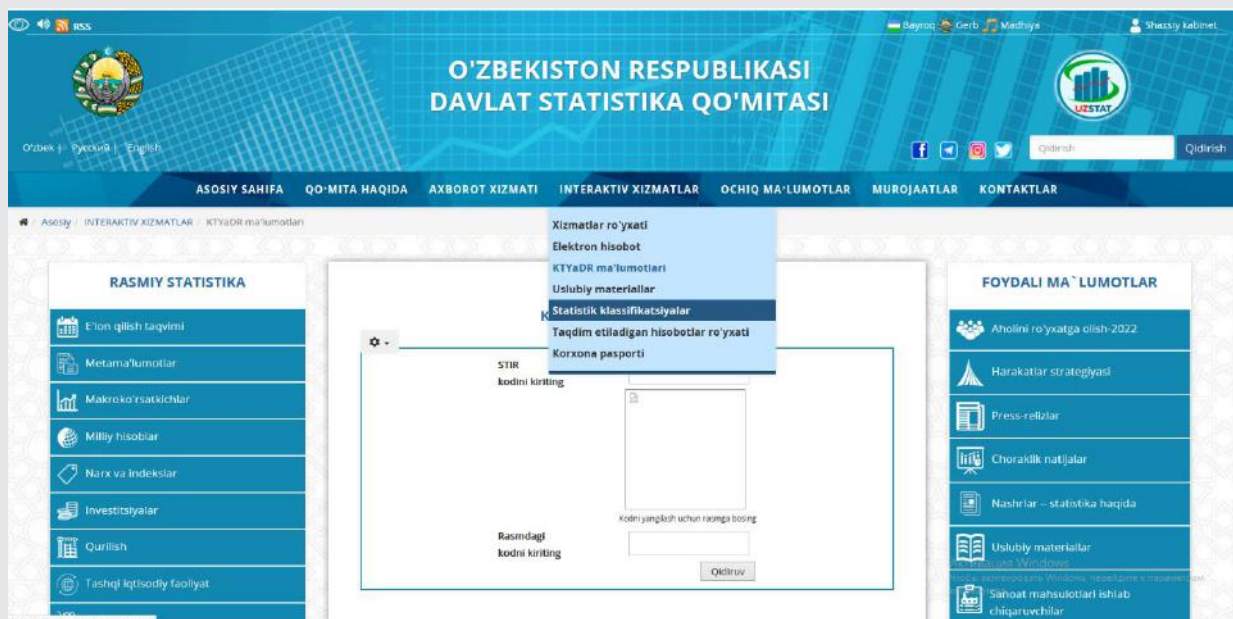 RSS
Bayroq Gerb Madhiya
Shaxsiy kabinet
O'ZBEKISTON RESPUBLIKASI
DAVLAT STATISTIKA QO'MITASI
UZSTAT
O'zbek | Русский | English
Qidirish
Qidirish
ASOSIY SAHIFA QO'MITA HAQIDA AXBOROT XIZMATI INTERAKTIV XIZMATLAR OCHIQ MA'LUMOTLAR MUROJAATLAR KONTAKTLAR
Asosiy / INTERAKTIV XIZMATLAR / KTYaDR ma'lumotlari
Xizmatlar ro'yxati
Elektron hisobot
KTYaDR ma'lumotlari
Uslubiy materiallar
Statistik klassifikatsiyalar
Taqdim etiladigan hisobotlar ro'yxati
Korxona pasporti
RASMIY STATISTIKA
E'lon qilish taqvimi
Metama'lumotlar
Makroko'rsatkichlar
Milliy hisoblar
Narx va indekslar
Investitsiyalar
Qurilish
Tashqi iqtisodiy faoliyat
K
STIR
kodini kiriting
Kodni yangilash uchun rasmga bosing
Rasmdagi
kodni kiriting
Qidiruv
FOYDALI MA`LUMOTLAR
Aholini ro'yxatga olish-2022
Harakatlar strategiyasi
Press-relizlar
Choraklik natijalar
Nashrlar – statistika haqida
Uslubiy materiallar
Активация Windows
Sanoat mahsulotlari ishlab
chiqaruvchilar